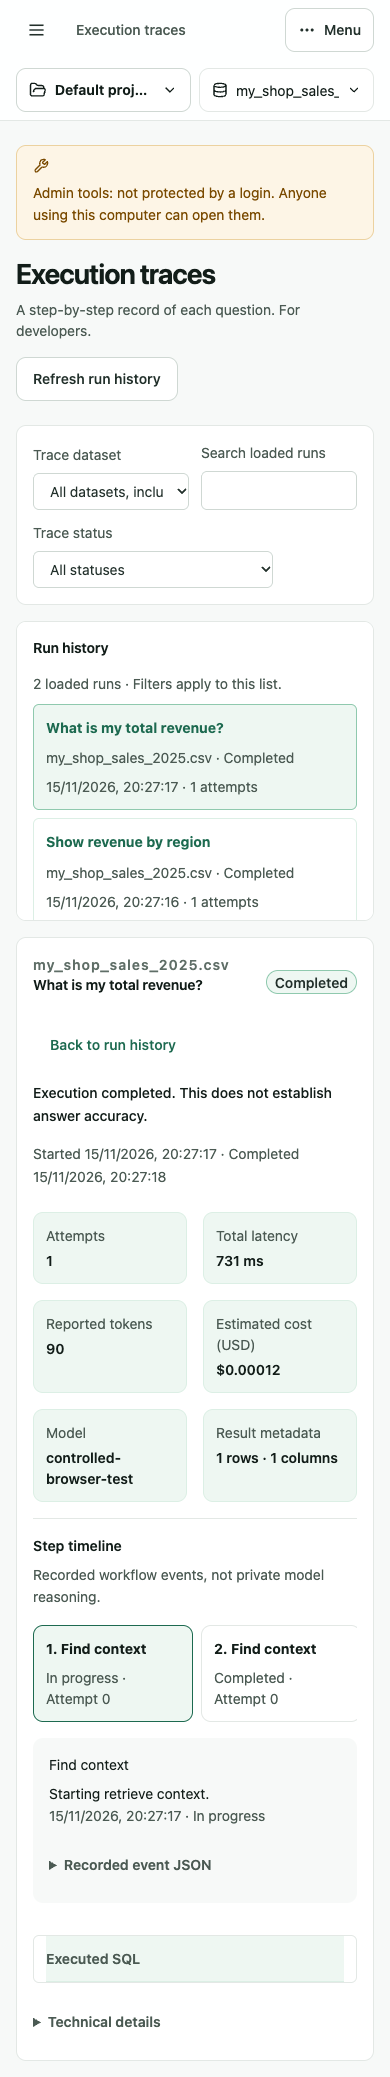 Execution traces
Menu
Default proj...
my_shop_sales_
Admin tools: not protected by a login. Anyone
using this computer can open them.
Execution traces
A step-by-step record of each question. For
developers.
Refresh run history
Trace dataset
Search loaded runs
All datasets, inclu
Trace status
All statuses
Run history
2 loaded runs · Filters apply to this list.
What is my total revenue?
my_shop_sales_2025.csv · Completed
15/11/2026, 20:27:17 · 1 attempts
Show revenue by region
my_shop_sales_2025.csv · Completed
15/11/2026, 20:27:16 · 1 attempts
my_shop_sales_2025.csv
What is my total revenue?
Completed
Back to run history
Execution completed. This does not establish
answer accuracy.
Started 15/11/2026, 20:27:17 · Completed
15/11/2026, 20:27:18
Attempts
1
Total latency
731 ms
Reported tokens
90
Estimated cost
(USD)
$0.00012
Model
controlled-
browser-test
Result metadata
1 rows · 1 columns
Step timeline
Recorded workflow events, not private model
reasoning.
1. Find context
In progress ·
Attempt 0
2. Find context
Completed ·
Attempt 0
Find context
Starting retrieve context.
15/11/2026, 20:27:17 · In progress
Recorded event JSON
Executed SQL
Technical details